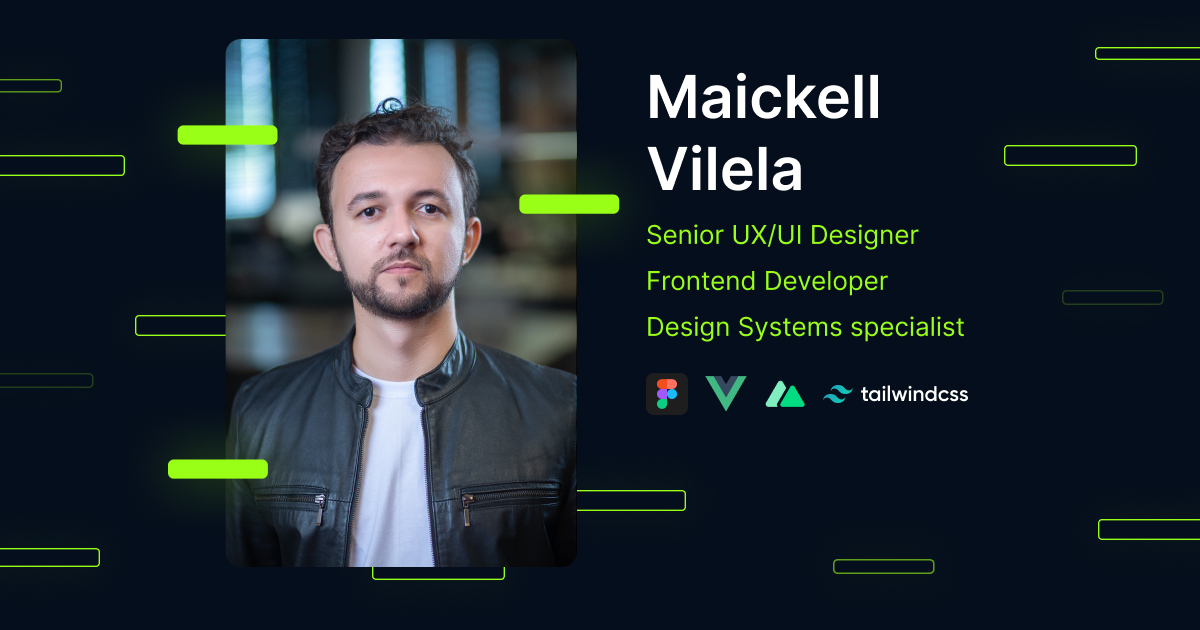 Maickell
Vilela
Senior UX/UI Designer
Frontend Developer
Design Systems specialist
tailwindcss